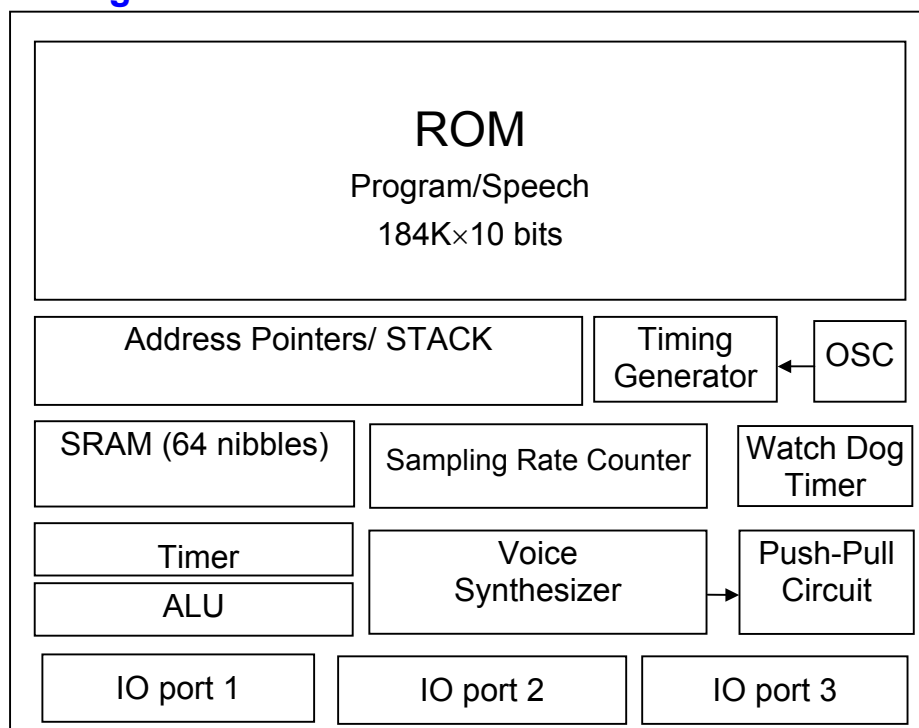 ROM
Program/Speech
184K×10 bits
Address Pointers/ STACK
Timing
Generator
OSC
SRAM (64 nibbles)
Sampling Rate Counter
Watch Dog
Timer
Timer
ALU
Voice
Synthesizer
Push-Pull
Circuit
IO port 1
IO port 2
IO port 3